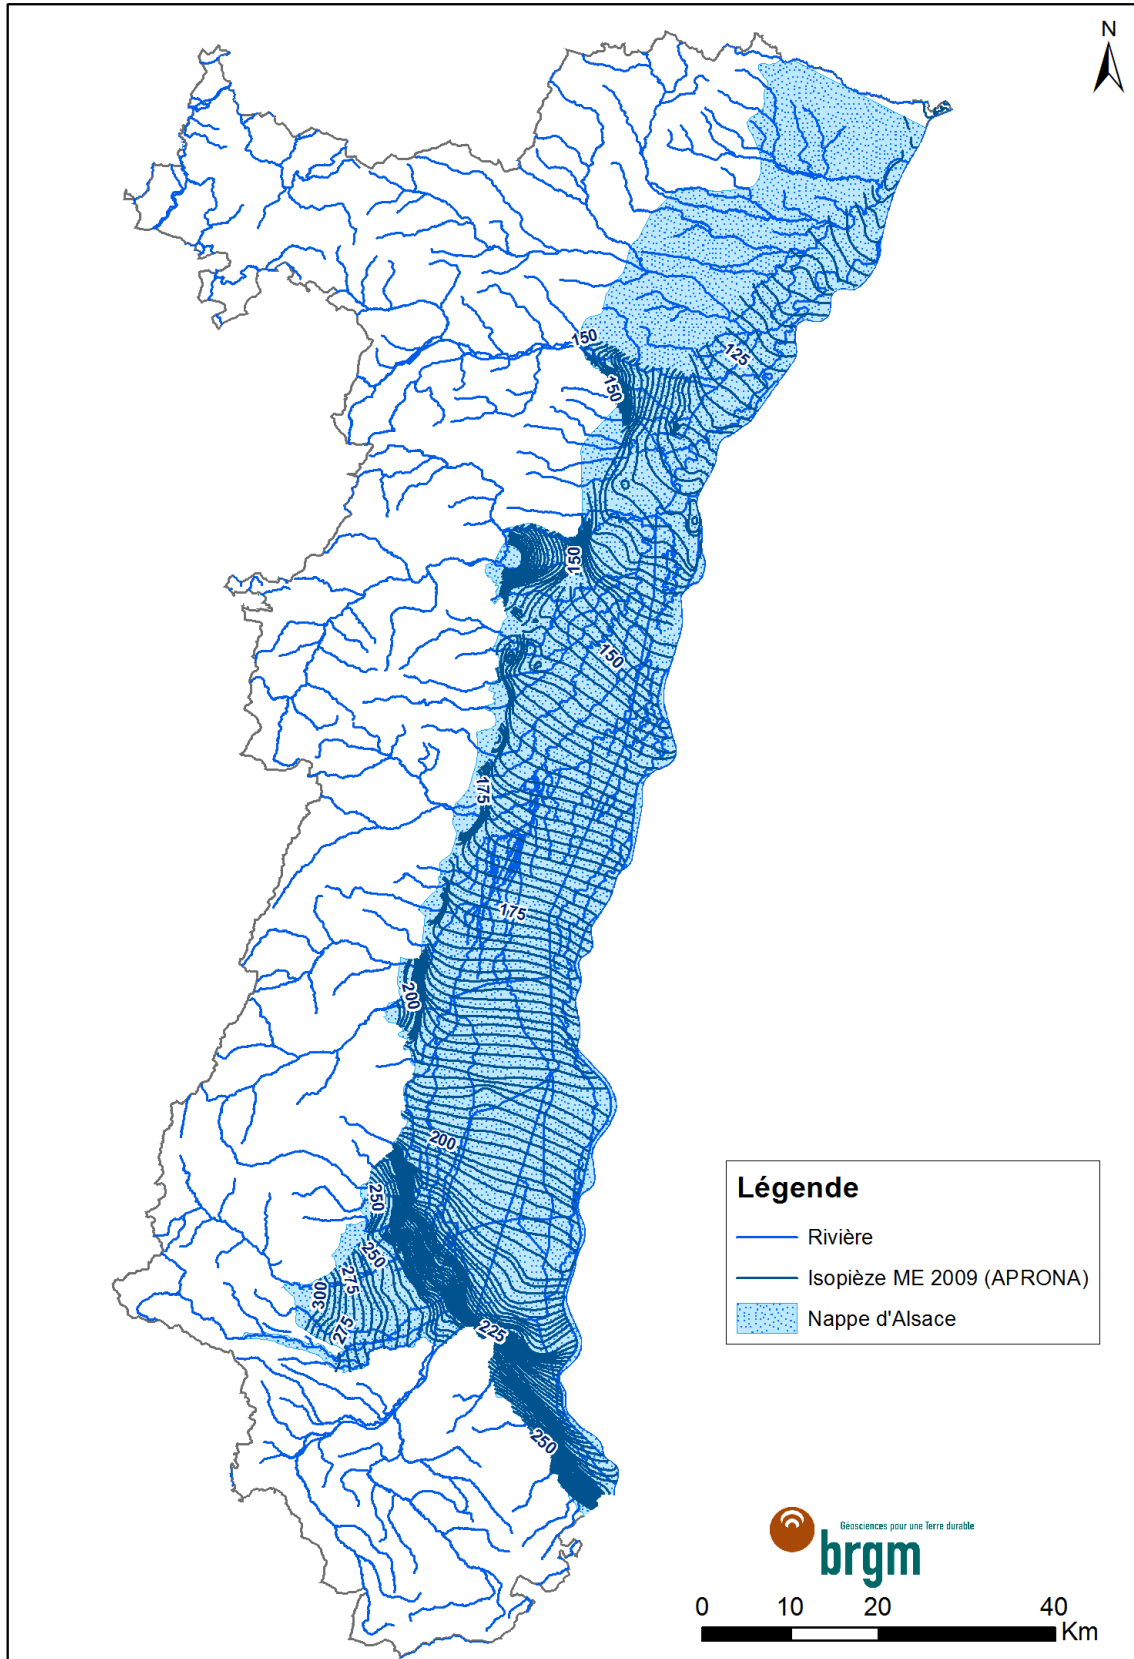 N
150
150
125
150
150
175
175
200
200
250
250
275
300
275
225
250
Légende
Rivière
Isopièze ME 2009 (APRONA)
Nappe d'Alsace
Géosciences pour une Terre durable
brgm
0 10 20 40
Km